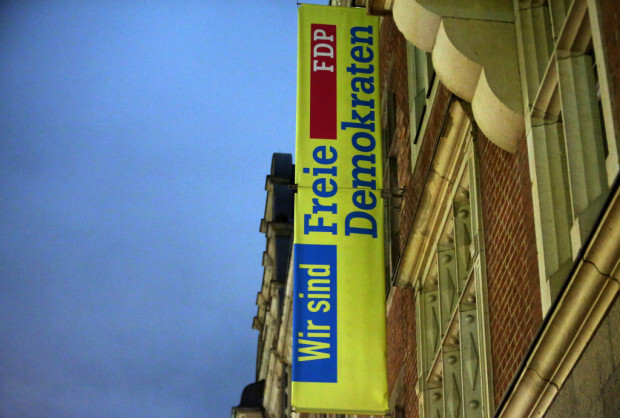 Wir sind
Freie
FDP
Demokraten